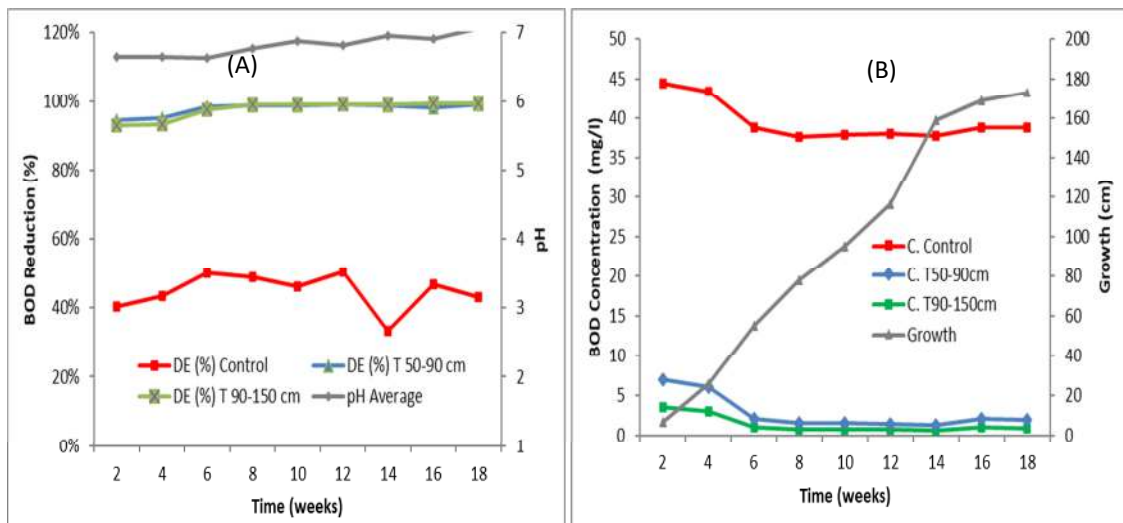 (A)
BOD Reduction (%)
120%
100%
80%
60%
40%
20%
0%
7
6
5
4
3
2
1
pH
DE (%) Control
DE (%) T 50-90 cm
DE (%) T 90-150 cm
pH Average
2 4 6 8 10 12 14 16 18
Time (weeks)
(B)
BOD Concentration (mg/l)
50
45
40
35
30
25
20
15
10
5
0
200
180
160
140
120
100
80
60
40
20
0
Growth (cm)
C. Control
C. T50-90cm
C. T90-150cm
Growth
2 4 6 8 10 12 14 16 18
Time (weeks)